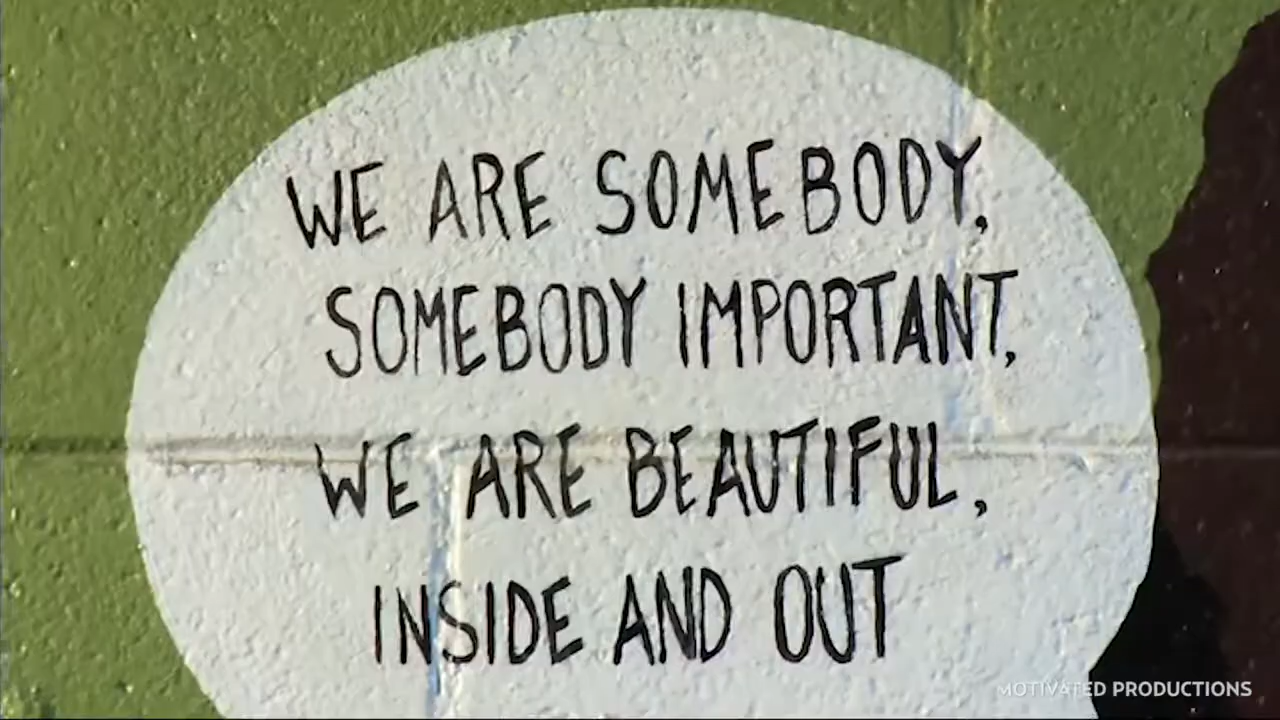 WE ARE SOMEBODY,
SOMEBODY IMPORTANT,
WE ARE BEAUTIFUL,
INSIDE AND OUT
MOTIVATED PRODUCTIONS